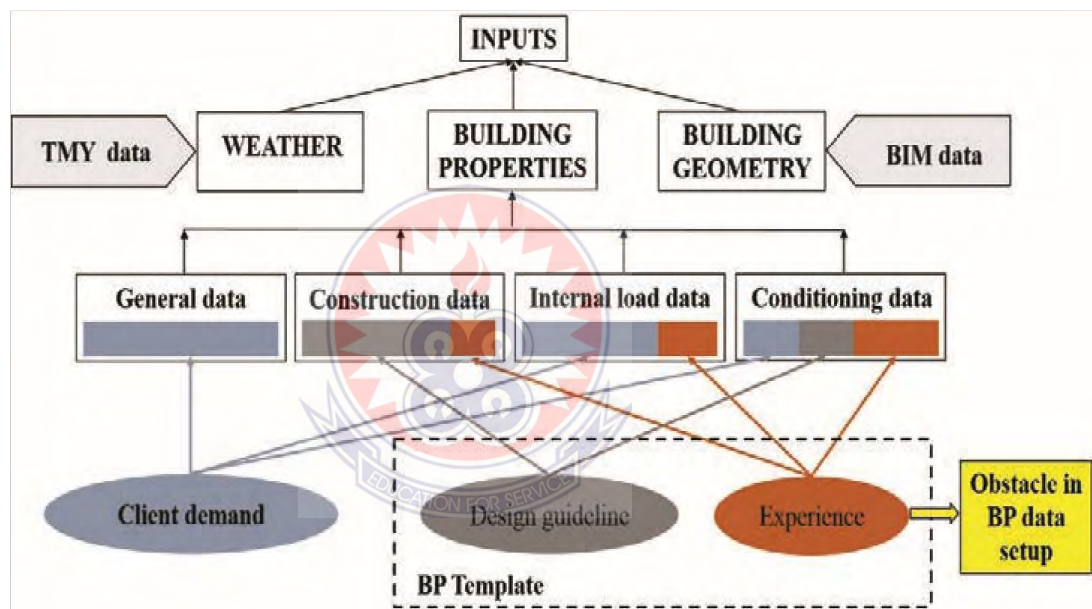 INPUTS
TMY data
WEATHER
BUILDING
PROPERTIES
BUILDING
GEOMETRY
BIM data
General data
Construction data
Internal load data
Conditioning data
Client demand
Design guideline
Experience
Obstacle in
BP data
setup
BP Template
EDUCATION FOR SERVICE